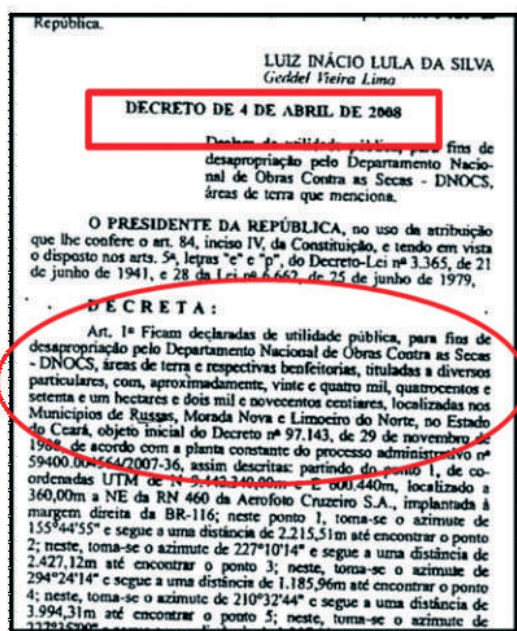 República.
LUIZ INÁCIO LULA DA SILVA
Geddel Vieira Lima
DECRETO DE 4 DE ABRIL DE 2008
de utilidade pública, para fins de
desapropriação pelo Departamento Nacio-
nal de Obras Contra as Secas - DNOCS,
áreas de terra que menciona.
O PRESIDENTE DA REPÚBLICA, no uso da atribuição
que lhe confere o art. 84, inciso IV, da Constituição, e tendo em vista
o disposto nos arts. 5º, letras "e" e "p", do Decreto-Lei nº 3.365, de 21
de junho de 1941, e 28 da Lei nº 6.662, de 25 de junho de 1979,
D E C R E T A :
Art. 1º Ficam declaradas de utilidade pública, para fins de
desapropriação pelo Departamento Nacional de Obras Contra as Secas
- DNOCS, áreas de terra e respectivas benfeitorias, tituladas a diversos
particulares, com, aproximadamente, vinte e quatro mil, quatrocentos e
setenta e um hectares e dois mil e novecentos centiares, localizadas nos
Municípios de Russas, Morada Nova e Limoeiro do Norte, no Estado
do Ceará, objeto inicial do Decreto nº 97.143, de 29 de novembro de
1988, de acordo com a planta constante do processo administrativo nº
assim descritas: partindo do ponto 1, de co-
ordenadas UTM de N E localizado a
360,00m a NE da RN 460 da Aerofoto Cruzeiro S.A., implantada à
margem direita da BR-116; neste ponto 1, toma-se o azimute de
155°44'55" e segue a uma distância de 2.215,51m até encontrar o ponto
2; neste, toma-se o azimute de 227°10'14" e segue a uma distância de
2.427,12m até encontrar o ponto 3; neste, toma-se o azimute de
294°24'14" e segue a uma distância de 1.185,96m até encontrar o ponto
4; neste, toma-se o azimute de 210°32'44" e segue a uma distância de
3.994,31m até encontrar o ponto 5; neste, toma-se o azimute de